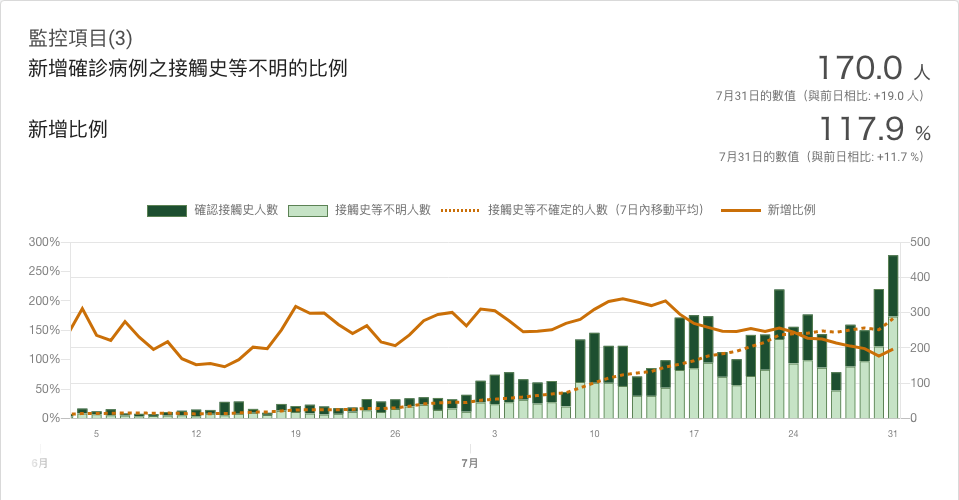 監控項目(3)
新增確診病例之接觸史等不明的比例
170.0 人
7月31日的數值（與前日相比: +19.0 人）
新增比例
117.9 %
7月31日的數值（與前日相比: +11.7 %）
確認接觸史人數 接觸史等不明人數 接觸史等不確定的人數（7日內移動平均） 新增比例
300% 500
250% 400
200% 300
150% 200
100% 100
50% 0
0%
5 12 19 26 3 10 17 24 31
6月 7月